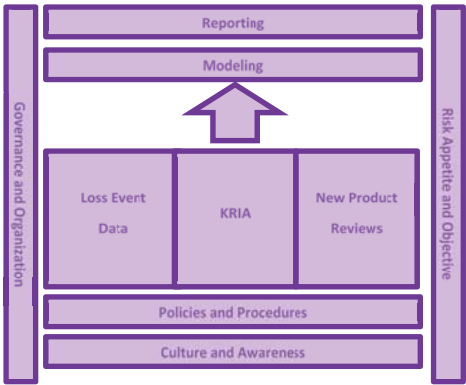 Reporting
Modeling
Governance and Organization
Loss Event
Data
KRIA
New Product
Reviews
Risk Appetite and Objective
Policies and Procedures
Culture and Awareness